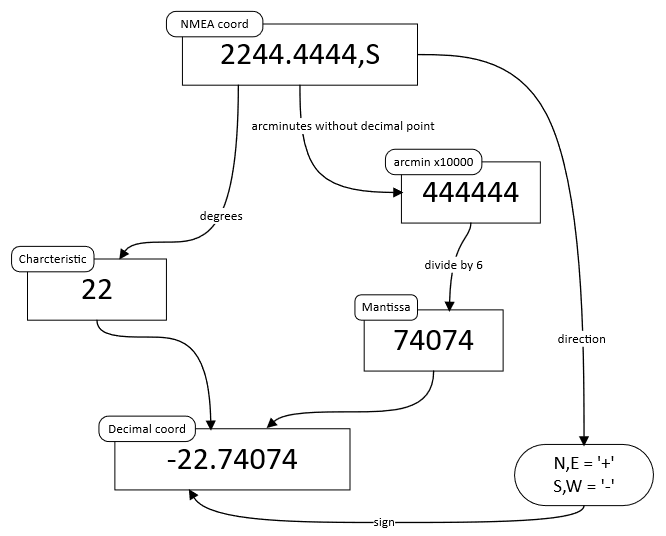 NMEA coord
2244.4444,S
arcminutes without decimal point
arcmin x10000
444444
degrees
Charcteristic
22
divide by 6
Mantissa
74074
direction
Decimal coord
-22.74074
N,E = '+'
S,W = '-'
sign